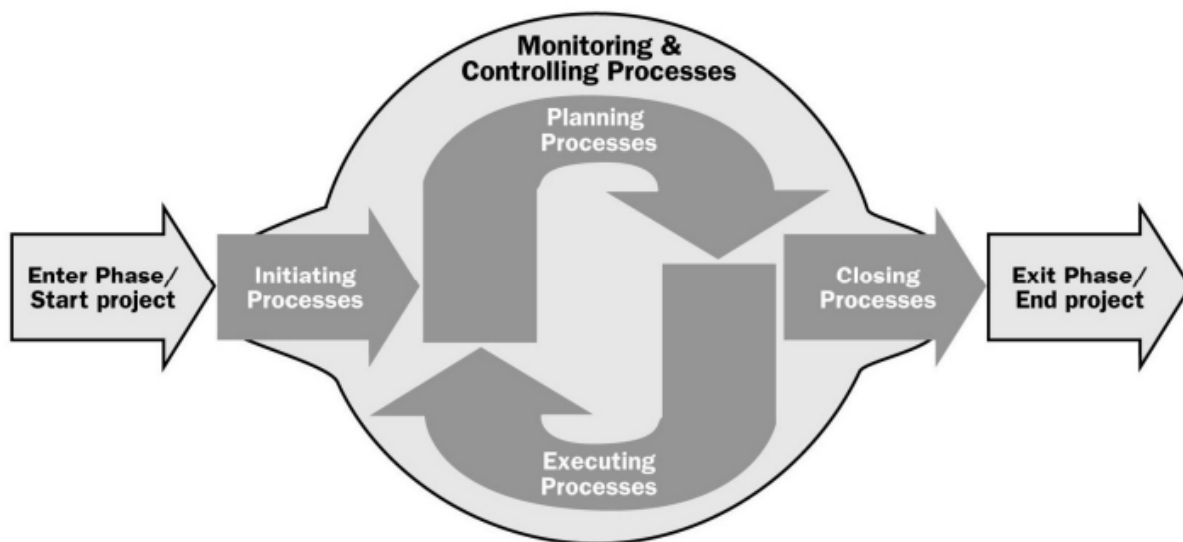 Monitoring &
Controlling Processes
Planning
Processes
Enter Phase/
Start project
Initiating
Processes
Closing
Processes
Exit Phase/
End project
Executing
Processes